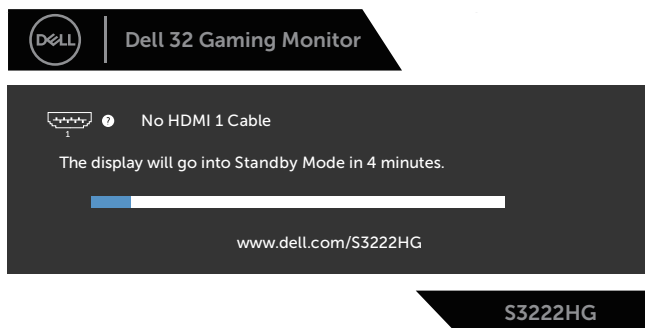 DELL
Dell 32 Gaming Monitor
1
?
No HDMI 1 Cable
The display will go into Standby Mode in 4 minutes.
www.dell.com/S3222HG
S3222HG